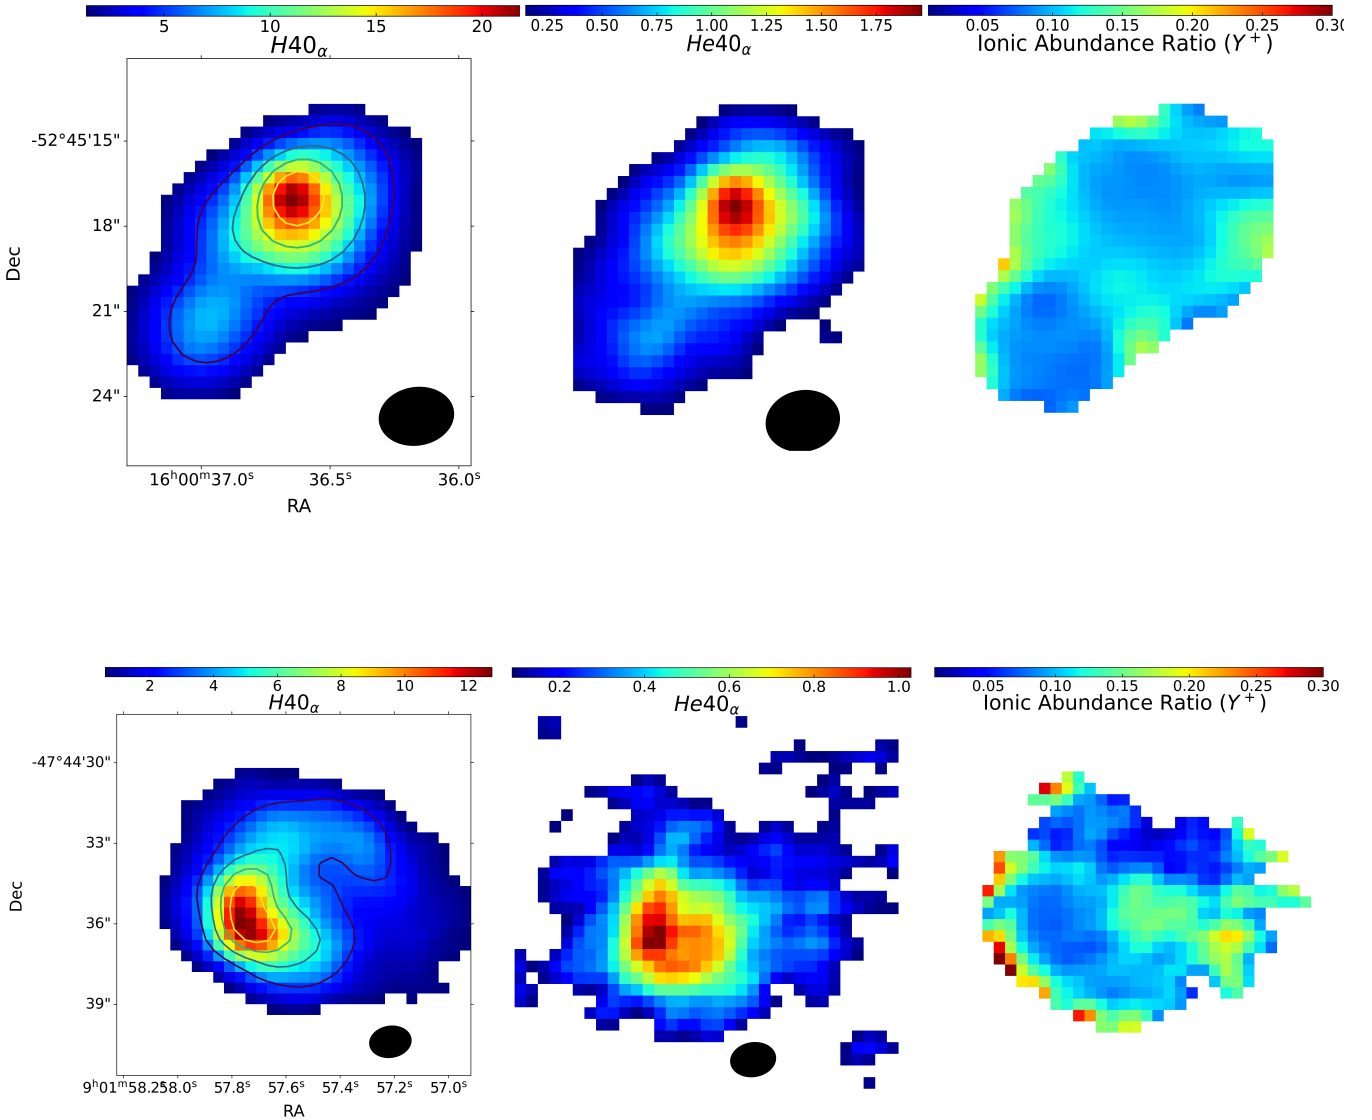 5 10 15 20
H40α
-52°45'15"
18"
21"
24"
Dec
16ʰ00ᵐ37.0ˢ 36.5ˢ 36.0ˢ
RA
0.25 0.50 0.75 1.00 1.25 1.50 1.75
He40α
0.05 0.10 0.15 0.20 0.25 0.30
Ionic Abundance Ratio (Y⁺)
2 4 6 8 10 12
H40α
-47°44'30"
33"
36"
39"
Dec
9ʰ01ᵐ58.2ˢ58.0ˢ 57.8ˢ 57.6ˢ 57.4ˢ 57.2ˢ 57.0ˢ
RA
0.2 0.4 0.6 0.8 1.0
He40α
0.05 0.10 0.15 0.20 0.25 0.30
Ionic Abundance Ratio (Y⁺)